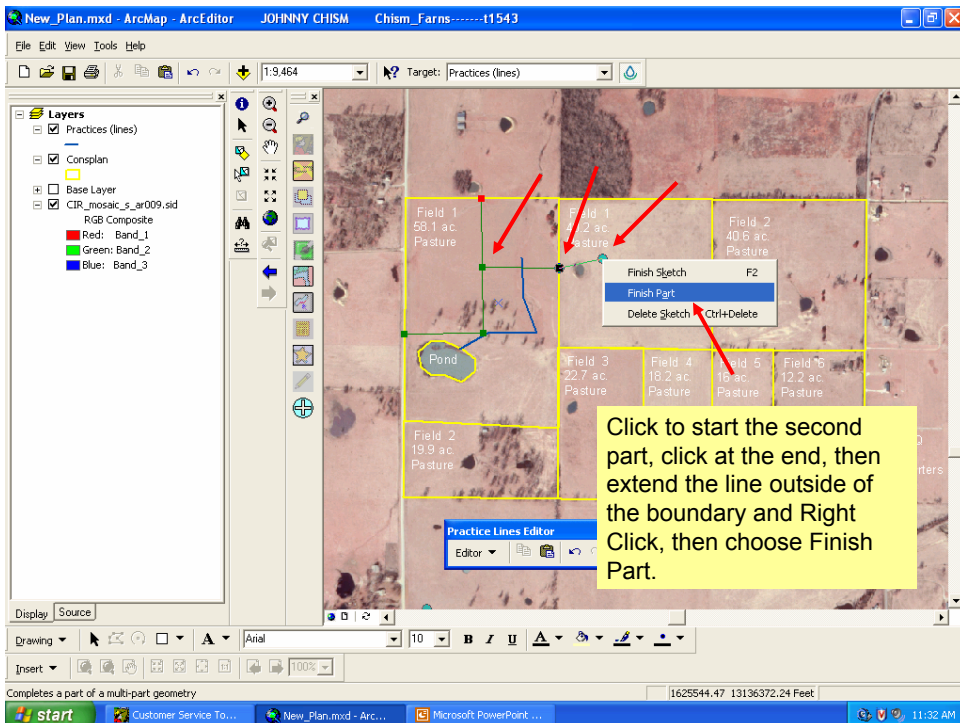 New_Plan.mxd - ArcMap - ArcEditor JOHNNY CHISM Chism_Farns-------t1543
File Edit View Tools Help
1:9,464 Target: Practices (lines)
Layers
Practices (lines)
Consplan
Base Layer
CIR_mosaic_s_ar009.sid
RGB Composite
Red: Band_1
Green: Band_2
Blue: Band_3
Field 1
58.1 ac.
Pasture
Field 1
.2 ac.
Pasture
Field 2
40.6 ac.
Pasture
Finish Sketch F2
Finish Part
Delete Sketch Ctrl+Delete
Pond
Field 3
22.7 ac.
Pasture
Field 4
18.2 ac.
Pasture
Field 5
16 ac.
Pasture
Field 6
12.2 ac.
Pasture
Field 2
19.9 ac.
Pasture
Click to start the second
part, click at the end, then
extend the line outside of
the boundary and Right
Click, then choose Finish
Part.
Practice Lines Editor
Editor
Display Source
Drawing A Arial 10 B I U A
Insert 100%
Completes a part of a multi-part geometry 1625544.47 13136372.24 Feet
start Customer Service To... New_Plan.mxd - Arc... Microsoft PowerPoint ... 11:32 AM